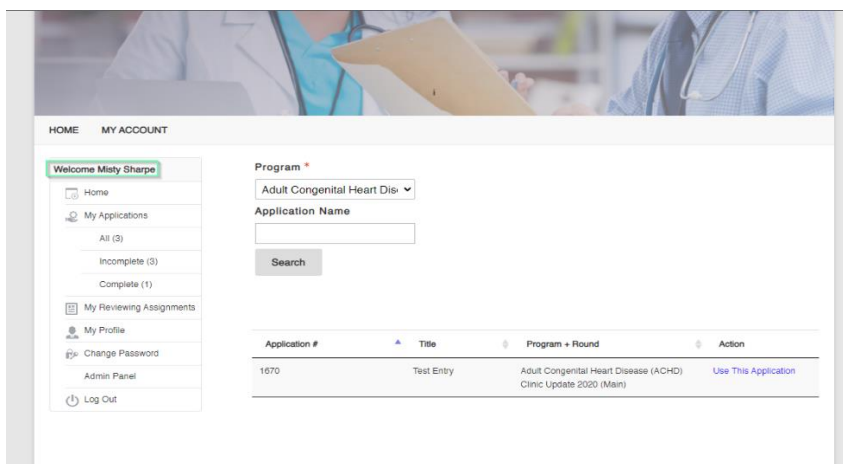 HOME MY ACCOUNT
Welcome Misty Sharpe
Home
My Applications
All (3)
Incomplete (3)
Complete (1)
My Reviewing Assignments
My Profile
Change Password
Admin Panel
Log Out
Program *
Adult Congenital Heart Dis
Application Name
Search
Application # Title Program + Round Action
1670 Test Entry Adult Congenital Heart Disease (ACHD) Use This Application
Clinic Update 2020 (Main)